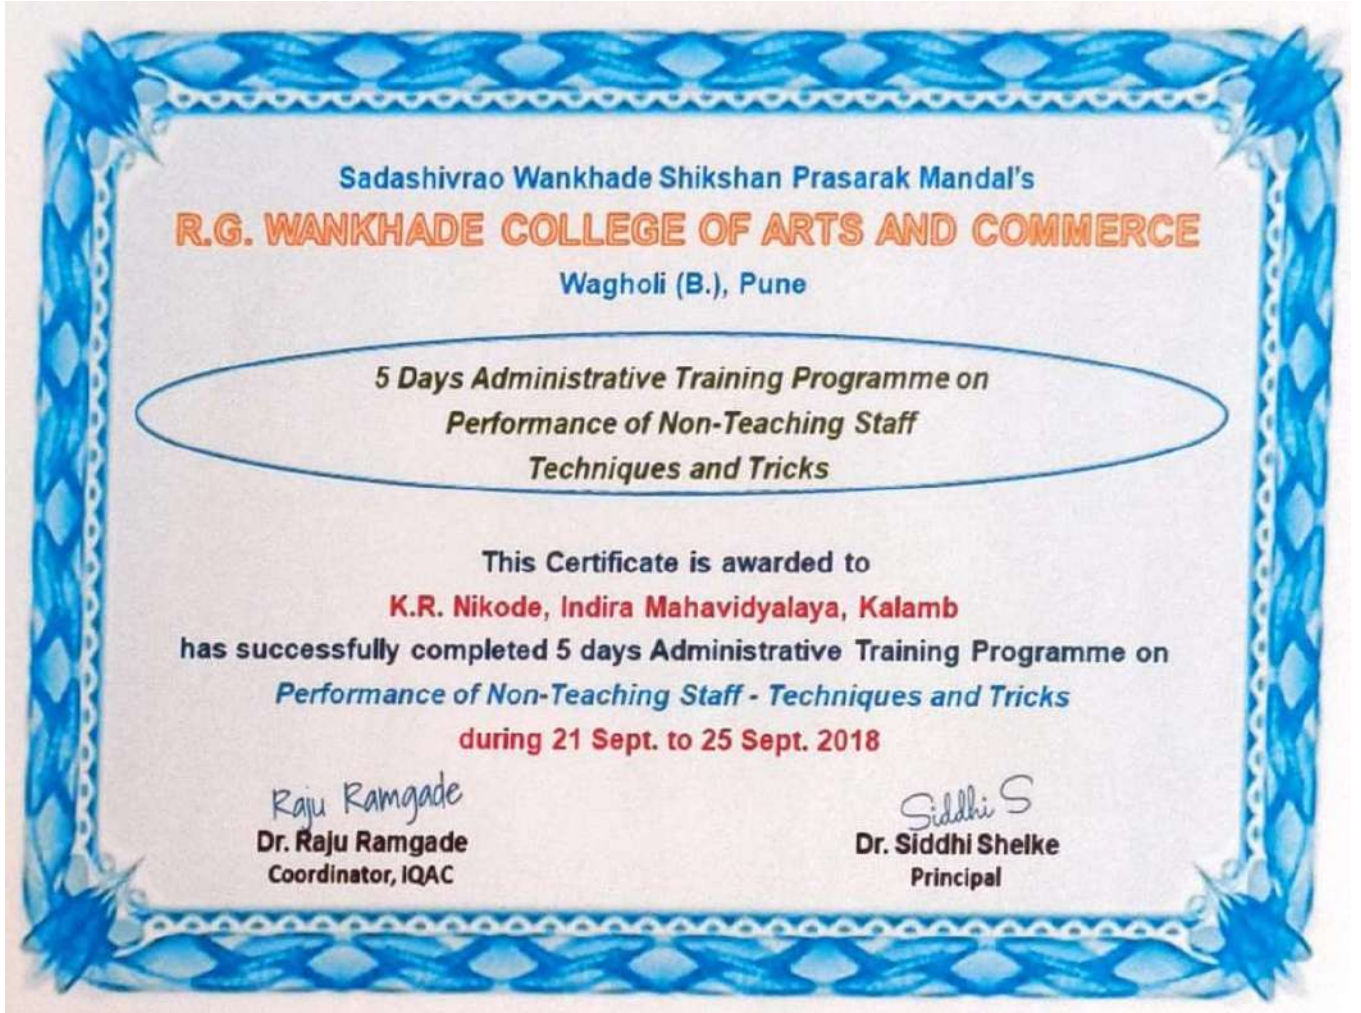 Sadashivrao Wankhade Shikshan Prasarak Mandal's
R.G. WANKHADE COLLEGE OF ARTS AND COMMERCE
Wagholi (B.), Pune
5 Days Administrative Training Programme on
Performance of Non-Teaching Staff
Techniques and Tricks
This Certificate is awarded to
K.R. Nikode, Indira Mahavidyalaya, Kalamb
has successfully completed 5 days Administrative Training Programme on
Performance of Non-Teaching Staff - Techniques and Tricks
during 21 Sept. to 25 Sept. 2018
Raju Ramgade
Dr. Raju Ramgade
Coordinator, IQAC
Siddhi S
Dr. Siddhi Shelke
Principal